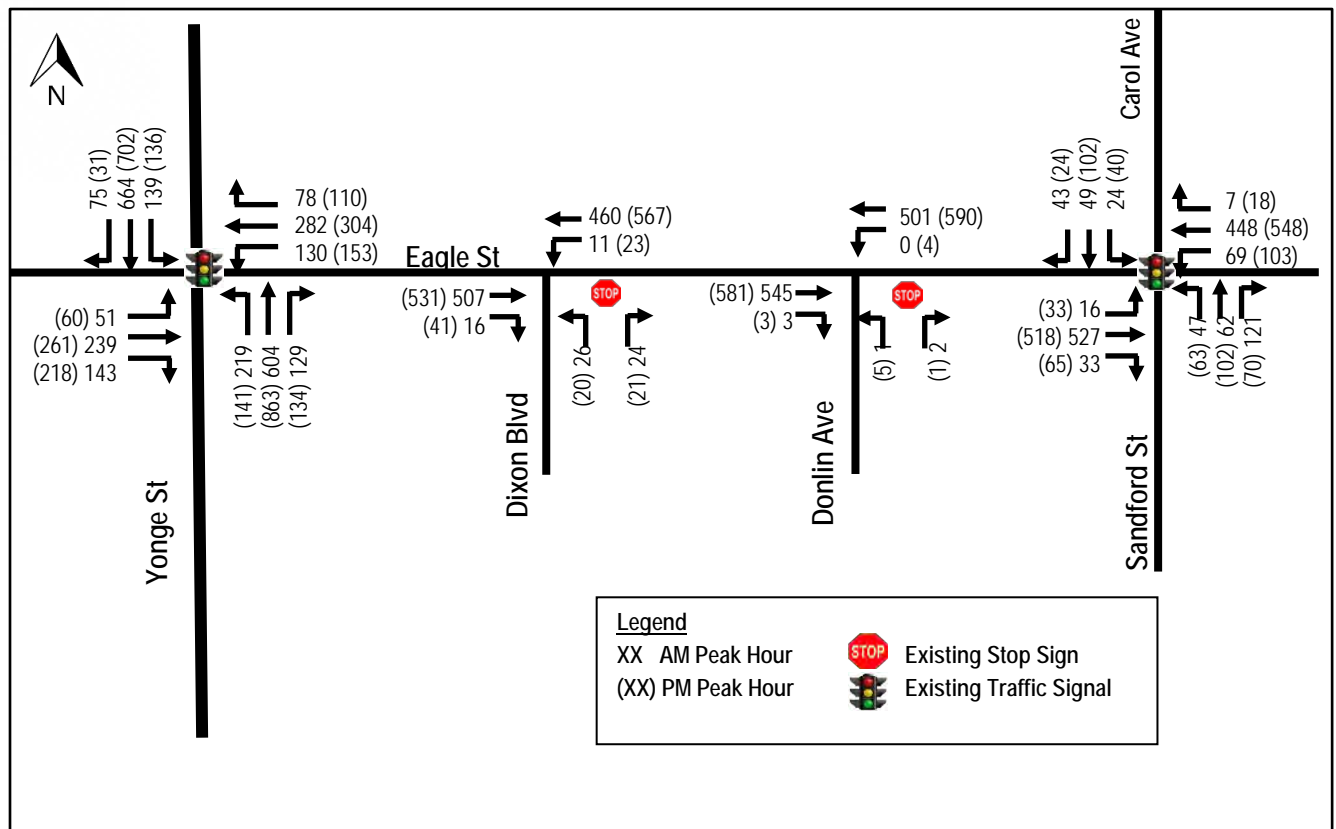 N
Carol Ave
75 (31)
664 (702)
139 (136)
78 (110)
282 (304)
130 (153)
460 (567)
11 (23)
501 (590)
0 (4)
43 (24)
49 (102)
24 (40)
7 (18)
448 (548)
69 (103)
Eagle St
(60) 51
(261) 239
(218) 143
(141) 219
(863) 604
(134) 129
(531) 507
(41) 16
STOP
(20) 26
(21) 24
(581) 545
(3) 3
STOP
(5) 1
(1) 2
(33) 16
(518) 527
(65) 33
(63) 47
(102) 62
(70) 121
Yonge St
Dixon Blvd
Donlin Ave
Sandford St
Legend
XX AM Peak Hour
STOP Existing Stop Sign
(XX) PM Peak Hour
Existing Traffic Signal